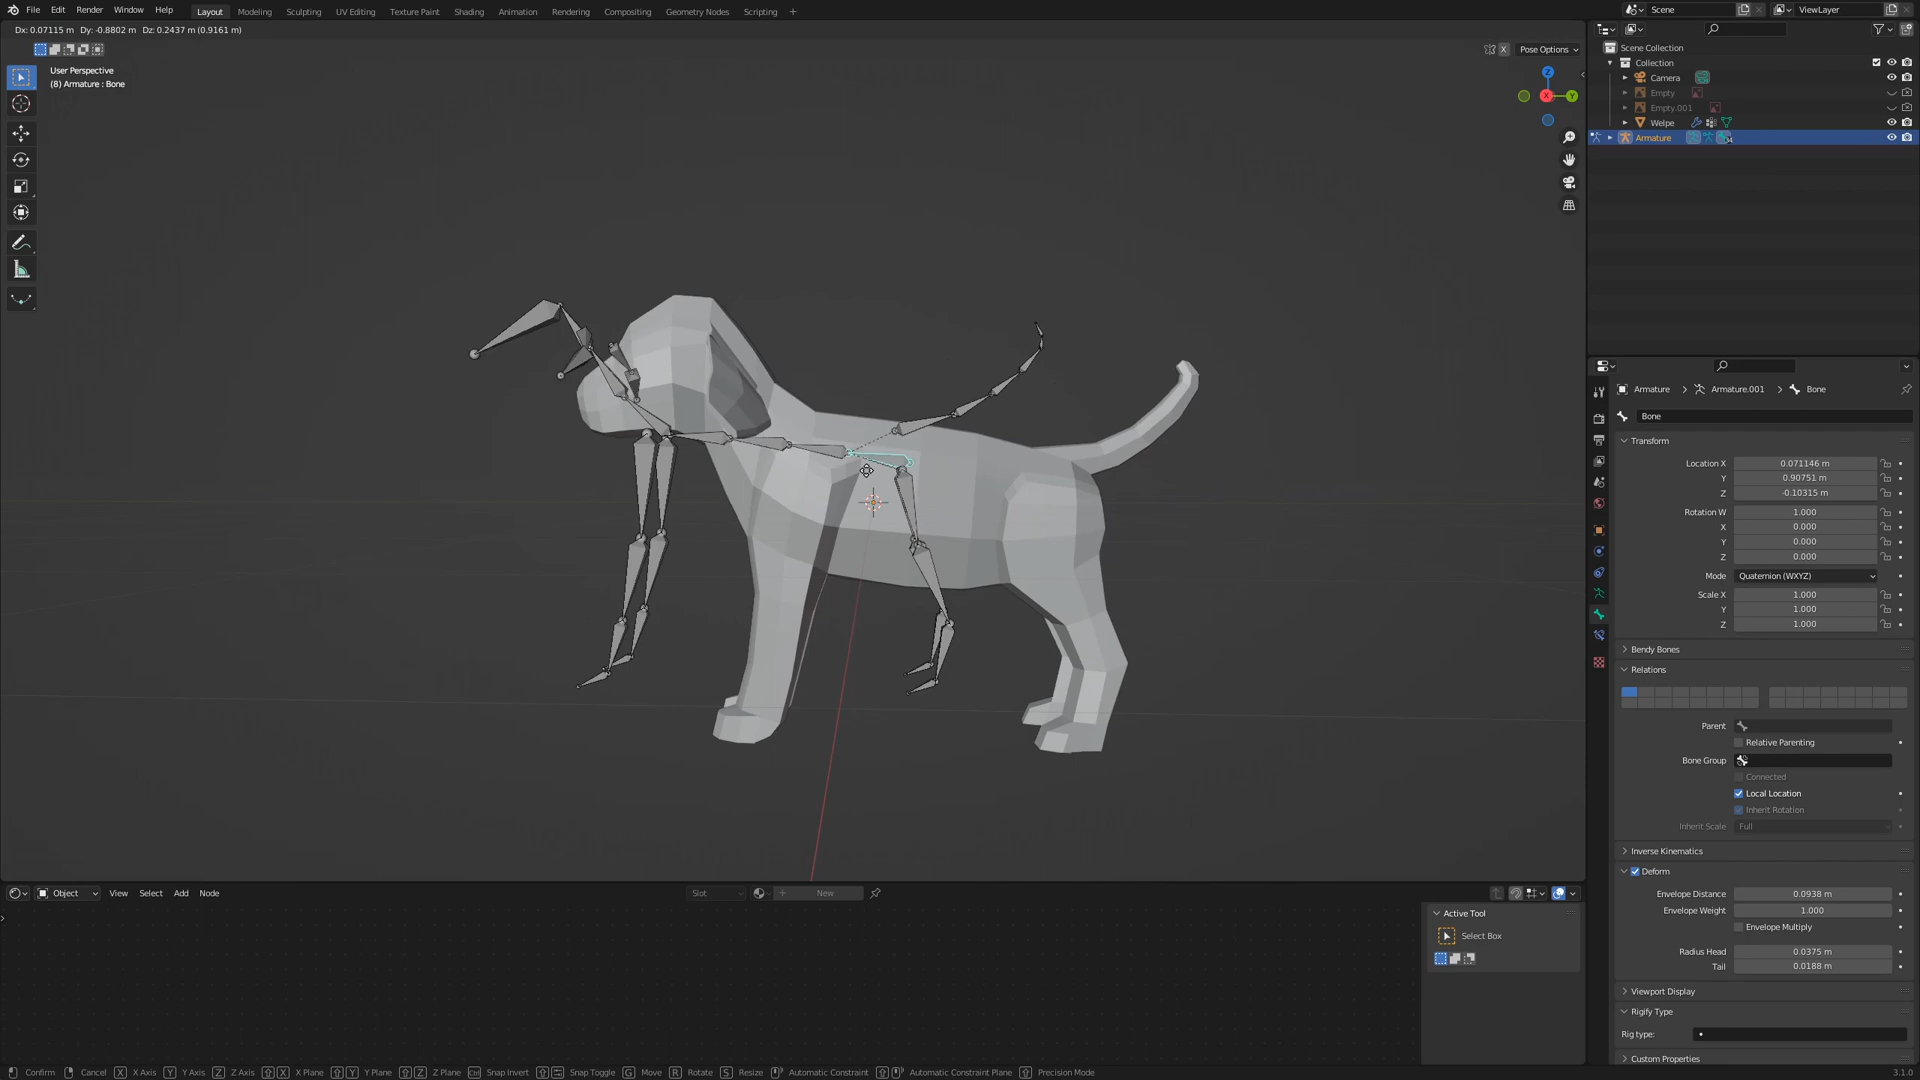 File Edit Render Window Help Layout Modeling Sculpting UV Editing Texture Paint Shading Animation Rendering Compositing Geometry Nodes Scripting + Scene ViewLayer
Dx: 0.07115 m Dy: -0.8802 m Dz: 0.2437 m (0.9161 m)
X Pose Options
User Perspective
(8) Armature : Bone
Z
X
Y
Scene Collection
Collection
Camera
Empty
Empty.001
Welpe
Armature
Armature Armature.001 Bone
Bone
Transform
Location X 0.071146 m
Y 0.90751 m
Z -0.10315 m
Rotation W 1.000
X 0.000
Y 0.000
Z 0.000
Mode Quaternion (WXYZ)
Scale X 1.000
Y 1.000
Z 1.000
Bendy Bones
Relations
Parent
Relative Parenting
Bone Group
Connected
Local Location
Inherit Rotation
Inherit Scale Full
Inverse Kinematics
Deform
Envelope Distance 0.0938 m
Envelope Weight 1.000
Envelope Multiply
Radius Head 0.0375 m
Tail 0.0188 m
Viewport Display
Rigify Type
Rig type:
Custom Properties
Object View Select Add Node Slot New
Active Tool
Select Box
Confirm Cancel X X Axis Y Y Axis Z Z Axis X X Plane Y Y Plane Z Z Plane Snap Invert Snap Toggle G Move R Rotate S Resize Automatic Constraint Automatic Constraint Plane Precision Mode 3.1.0